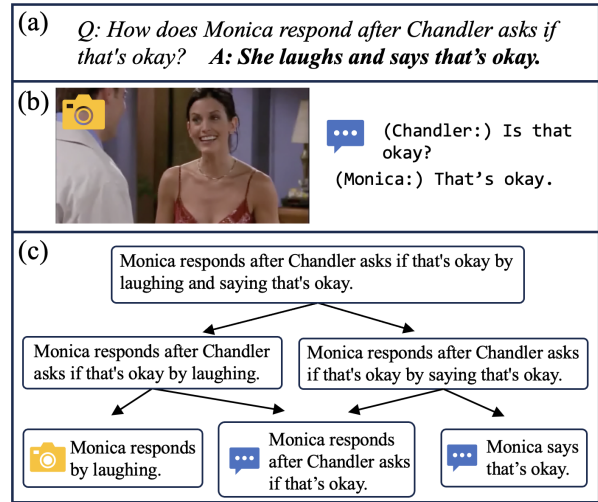 (a)
Q: How does Monica respond after Chandler asks if
that's okay? A: She laughs and says that’s okay.
(b)
(Chandler:) Is that
okay?
(Monica:) That’s okay.
(c)
Monica responds after Chandler asks if that's okay by
laughing and saying that's okay.
Monica responds after Chandler
asks if that's okay by laughing.
Monica responds after Chandler asks
if that's okay by saying that's okay.
Monica responds
by laughing.
Monica responds
after Chandler asks
if that’s okay.
Monica says
that’s okay.